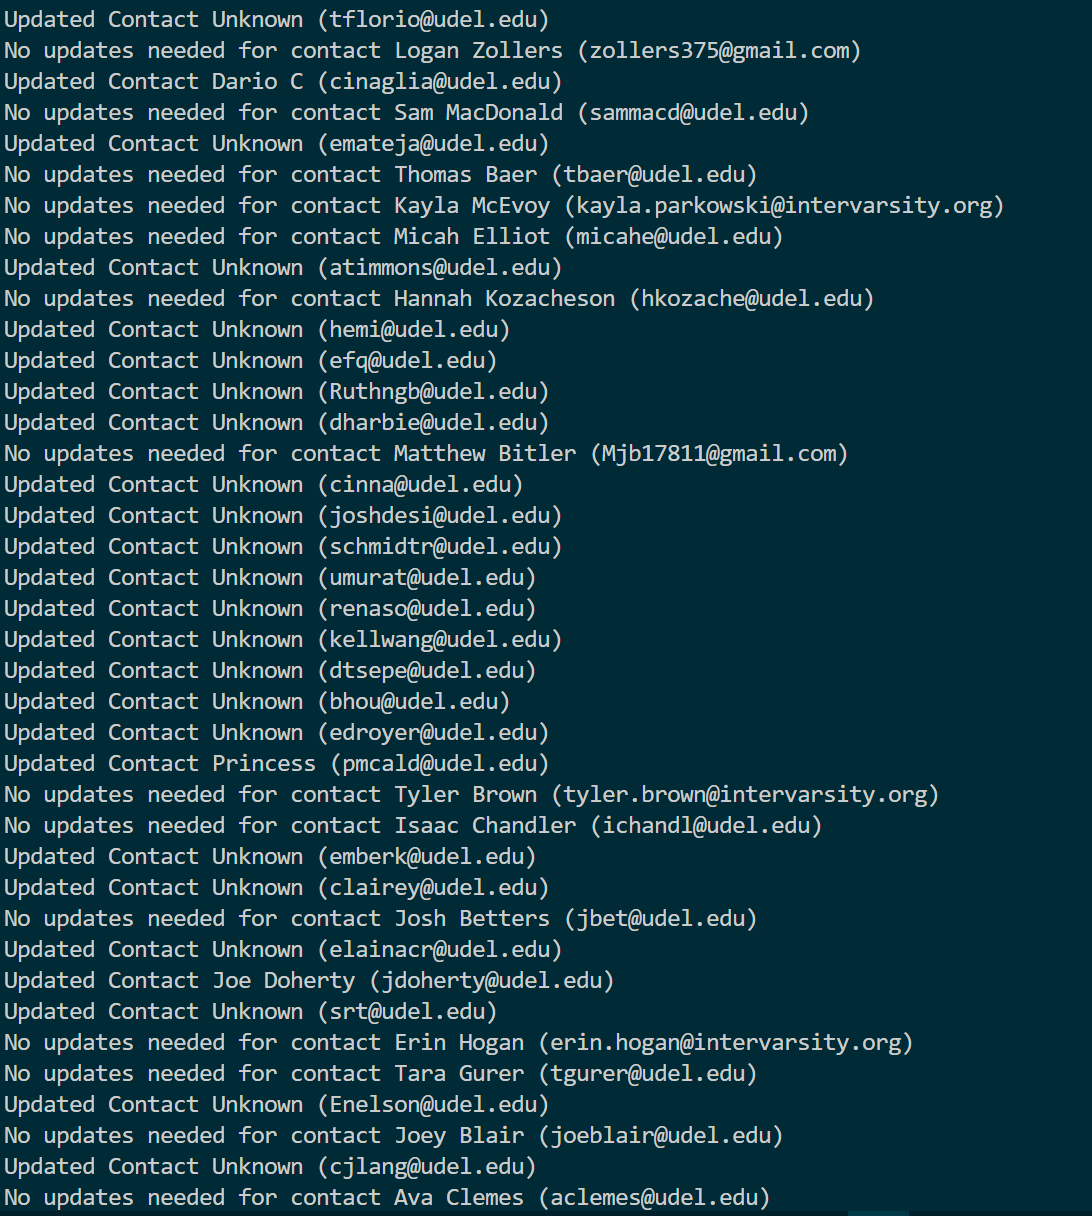 Updated Contact Unknown (tflorio@udel.edu)
No updates needed for contact Logan Zollers (zollers375@gmail.com)
Updated Contact Dario C (cinaglia@udel.edu)
No updates needed for contact Sam MacDonald (sammacd@udel.edu)
Updated Contact Unknown (emateja@udel.edu)
No updates needed for contact Thomas Baer (tbaer@udel.edu)
No updates needed for contact Kayla McEvoy (kayla.parkowski@intervarsity.org)
No updates needed for contact Micah Elliot (micahe@udel.edu)
Updated Contact Unknown (atimmons@udel.edu)
No updates needed for contact Hannah Kozacheson (hkozache@udel.edu)
Updated Contact Unknown (hemi@udel.edu)
Updated Contact Unknown (efq@udel.edu)
Updated Contact Unknown (Ruthngb@udel.edu)
Updated Contact Unknown (dharbie@udel.edu)
No updates needed for contact Matthew Bitler (Mjb17811@gmail.com)
Updated Contact Unknown (cinna@udel.edu)
Updated Contact Unknown (joshdesi@udel.edu)
Updated Contact Unknown (schmidtr@udel.edu)
Updated Contact Unknown (umurat@udel.edu)
Updated Contact Unknown (renaso@udel.edu)
Updated Contact Unknown (kellwang@udel.edu)
Updated Contact Unknown (dtsepe@udel.edu)
Updated Contact Unknown (bhou@udel.edu)
Updated Contact Unknown (edroyer@udel.edu)
Updated Contact Princess (pmcald@udel.edu)
No updates needed for contact Tyler Brown (tyler.brown@intervarsity.org)
No updates needed for contact Isaac Chandler (ichandl@udel.edu)
Updated Contact Unknown (emberk@udel.edu)
Updated Contact Unknown (clairey@udel.edu)
No updates needed for contact Josh Betters (jbet@udel.edu)
Updated Contact Unknown (elainacr@udel.edu)
Updated Contact Joe Doherty (jdoherty@udel.edu)
Updated Contact Unknown (srt@udel.edu)
No updates needed for contact Erin Hogan (erin.hogan@intervarsity.org)
No updates needed for contact Tara Gurer (tgurer@udel.edu)
Updated Contact Unknown (Enelson@udel.edu)
No updates needed for contact Joey Blair (joeblair@udel.edu)
Updated Contact Unknown (cjlang@udel.edu)
No updates needed for contact Ava Clemes (aclemes@udel.edu)